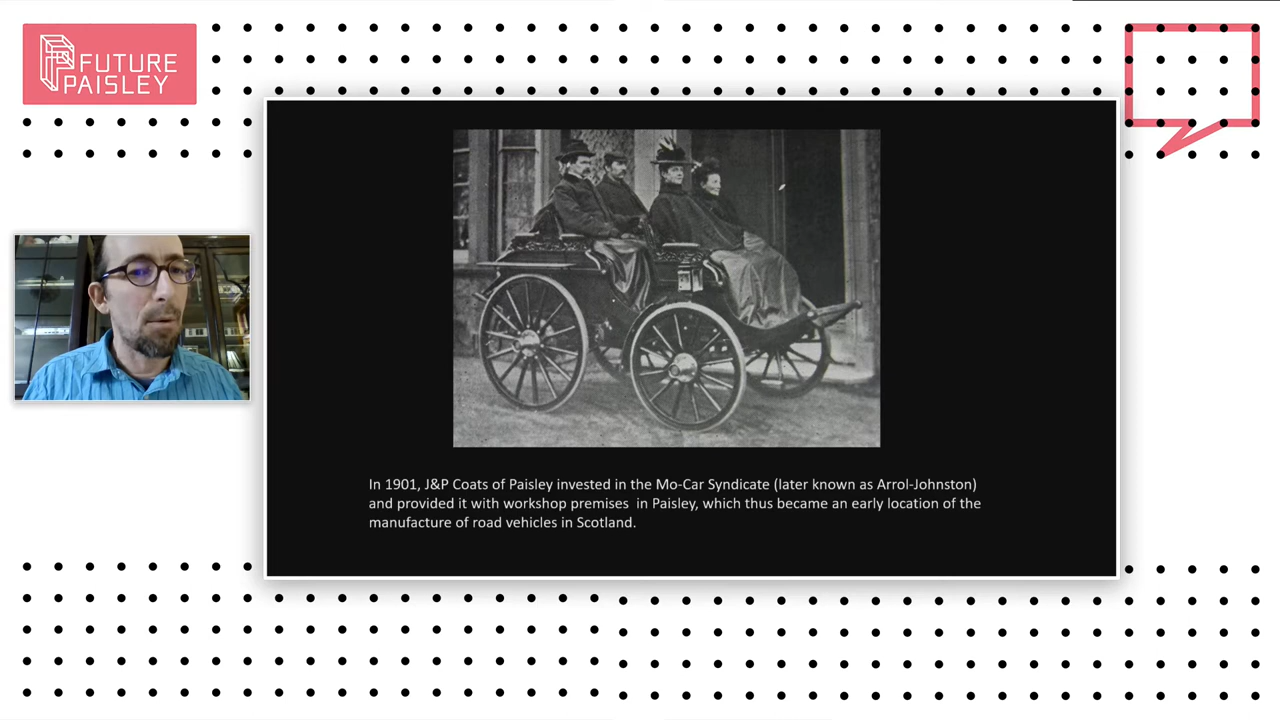 FUTURE
PAISLEY
In 1901, J&P Coats of Paisley invested in the Mo-Car Syndicate (later known as Arrol-Johnston)
and provided it with workshop premises  in Paisley, which thus became an early location of the
manufacture of road vehicles in Scotland.